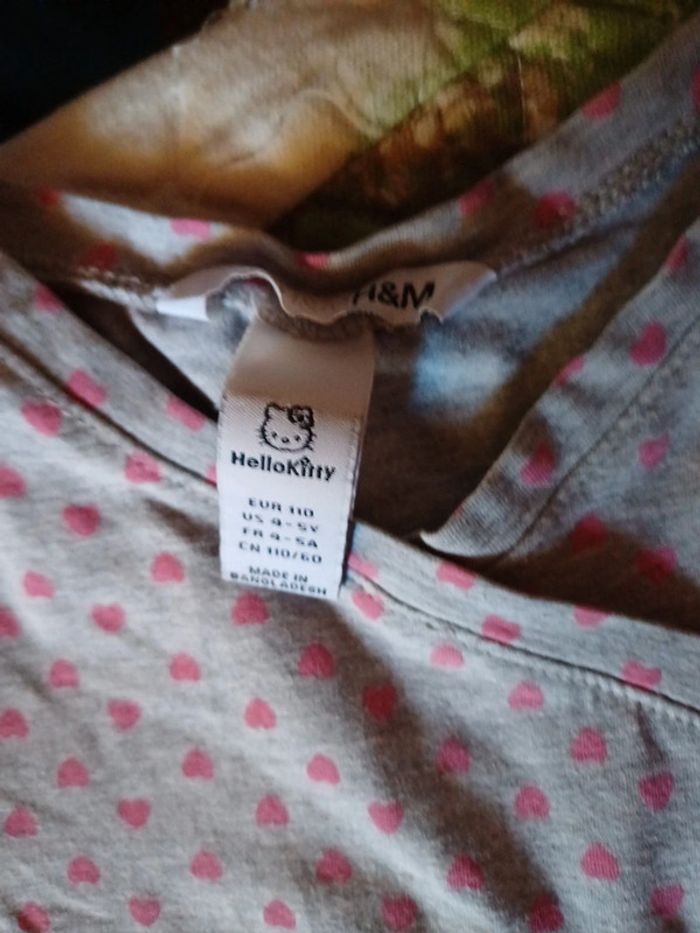 H&M
HelloKitty
EUR 110
US 4-5Y
FR 4-5A
CN 110/60
MADE IN
BANGLADESH